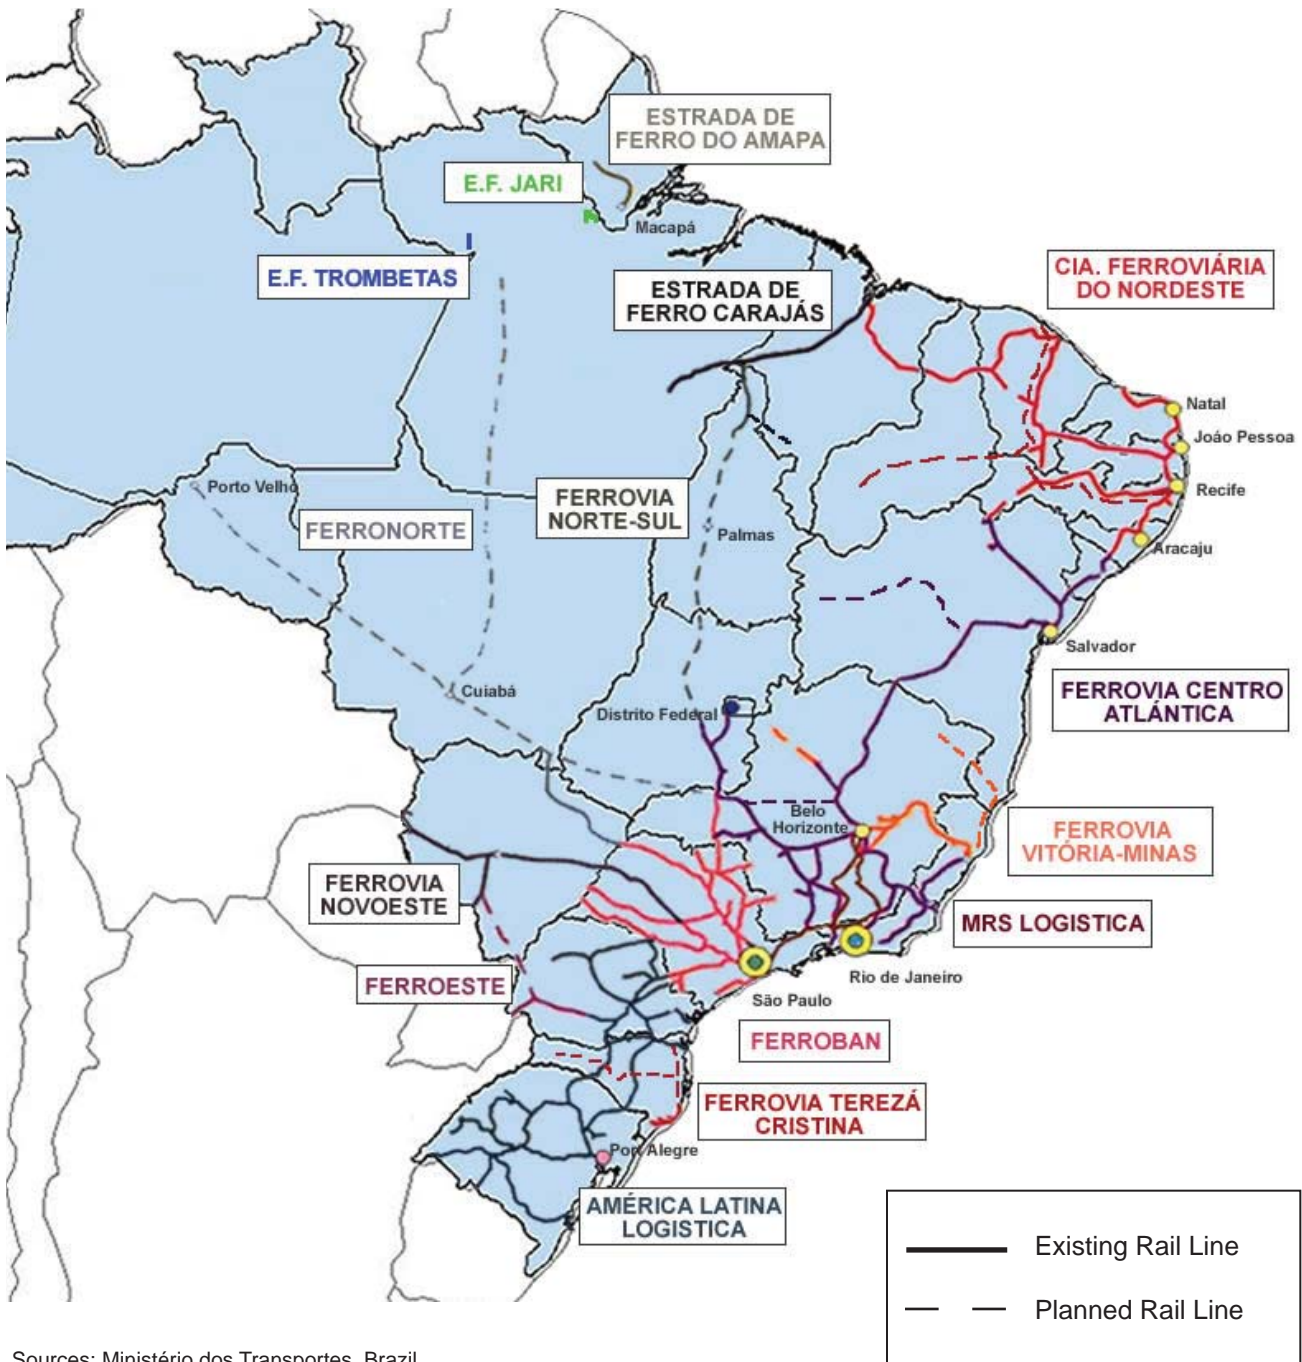 ESTRADA DE
FERRO DO AMAPA
E.F. JARI
Macapá
E.F. TROMBETAS
ESTRADA DE
FERRO CARAJÁS
CIA. FERROVIÁRIA
DO NORDESTE
Natal
Joáo Pessoa
Porto Velho
FERRONORTE
FERROVIA
NORTE-SUL
Palmas
Recife
Aracaju
Salvador
Cuiabá
Distrito Federal
FERROVIA CENTRO
ATLÁNTICA
Belo
Horizonte
FERROVIA
VITÓRIA-MINAS
FERROVIA
NOVOESTE
MRS LOGISTICA
FERROESTE
Rio de Janeiro
São Paulo
FERROBAN
FERROVIA TEREZÁ
CRISTINA
Port Alegre
AMÉRICA LATINA
LOGISTICA
Existing Rail Line
Planned Rail Line
Sources: Ministério dos Transportes, Brazil